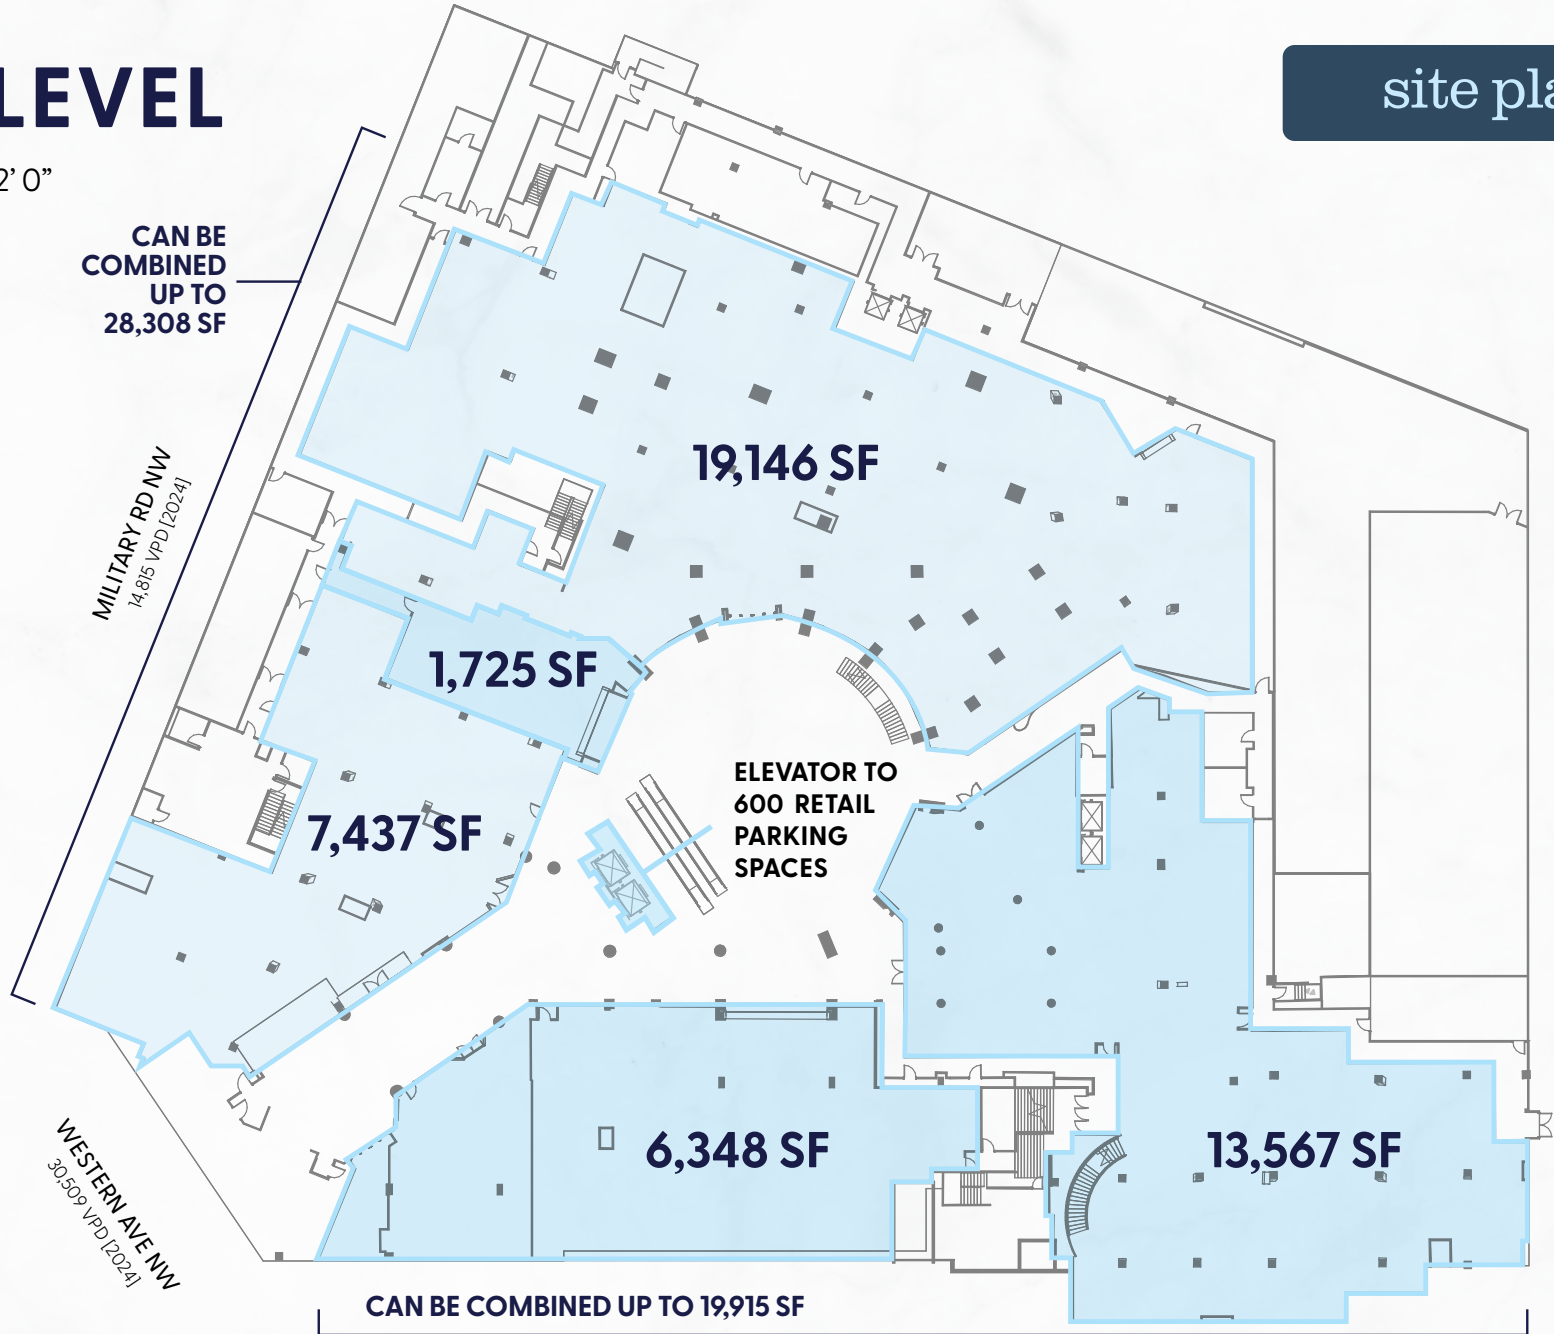 LEVEL
2’ 0”
site pla
CAN BE
COMBINED
UP TO
28,308 SF
MILITARY RD NW
14,815 VPD [2024]
19,146 SF
1,725 SF
7,437 SF
ELEVATOR TO
600 RETAIL
PARKING
SPACES
6,348 SF
13,567 SF
WESTERN AVE NW
30,509 VPD [2024]
CAN BE COMBINED UP TO 19,915 SF